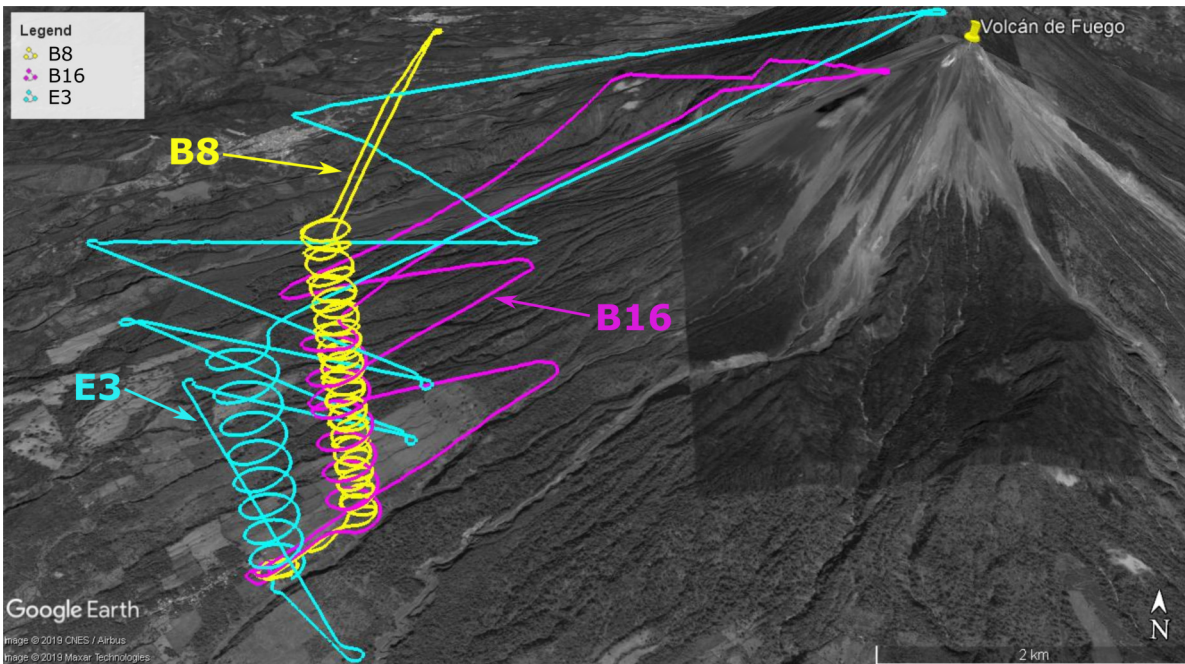 Legend
B8
B16
E3
Volcán de Fuego
B8
B16
E3
Google Earth
Image © 2019 CNES / Airbus
Image © 2019 Maxar Technologies
N
2 km